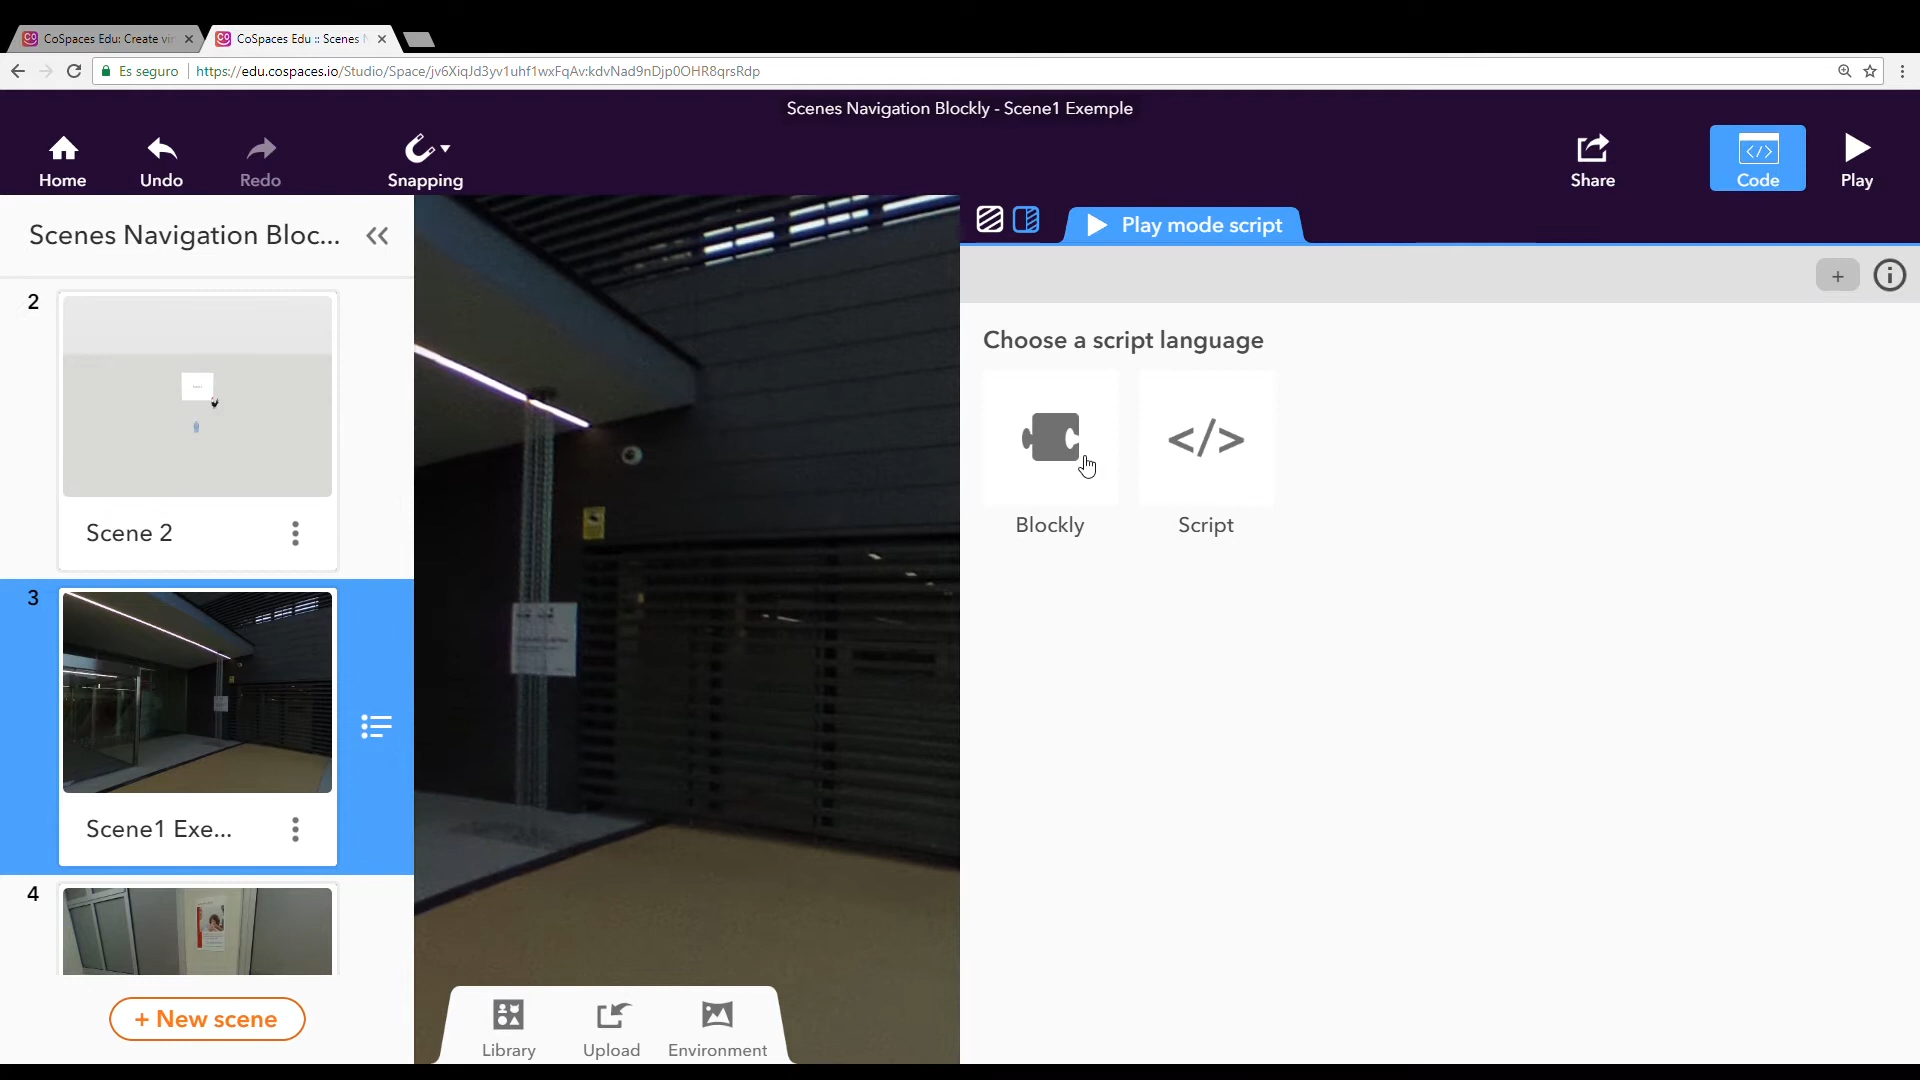 CoSpaces Edu: Create vir
CoSpaces Edu :: Scenes
Es seguro
https://edu.cospaces.io/Studio/Space/jv6XiqJd3yv1uhf1wxFqAv:kdvNad9nDjp0OHR8qrsRdp
Scenes Navigation Blockly - Scene1 Exemple
Home
Undo
Redo
Snapping
Share
</>
Code
Play
Scenes Navigation Bloc...
Play mode script
Choose a script language
</>
Blockly
Script
2
Scene 2
3
Scene1 Exe...
4
+ New scene
Library
Upload
Environment